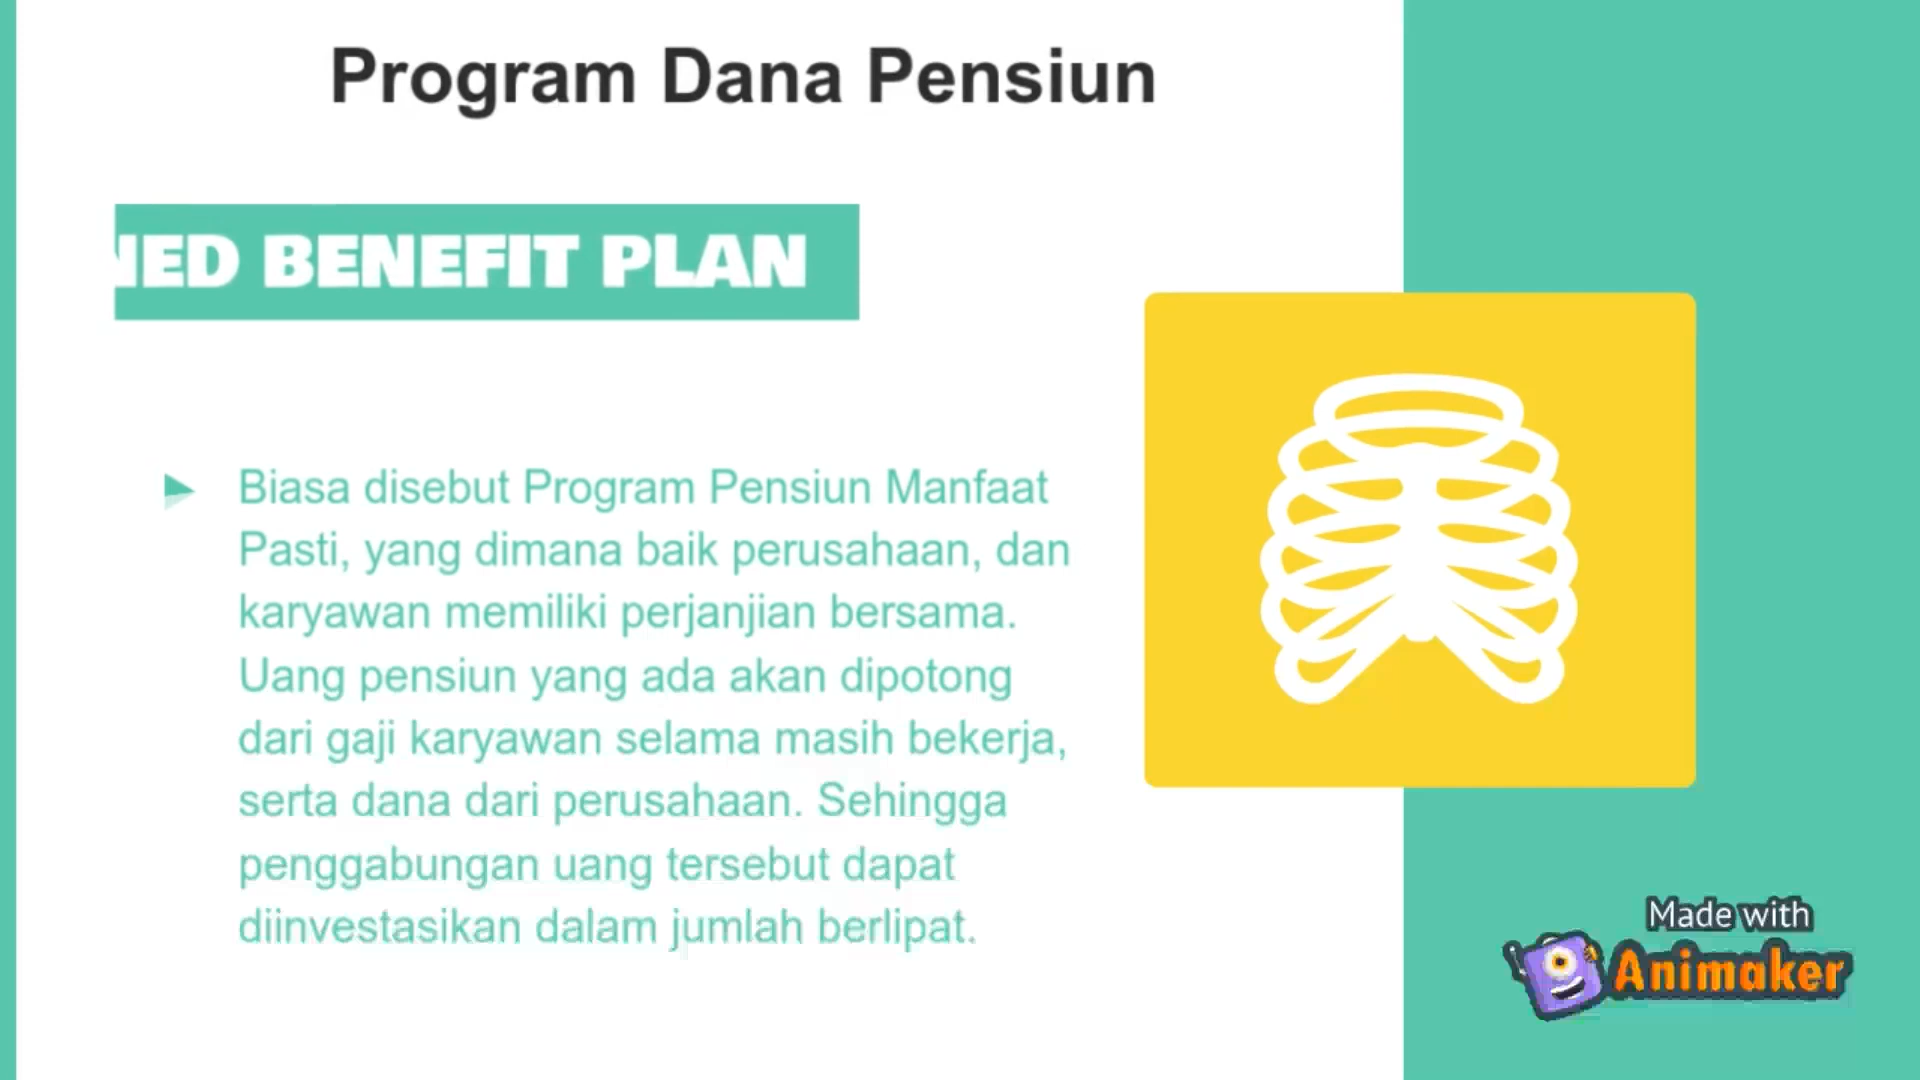 Program Dana Pensiun
NED BENEFIT PLAN
Biasa disebut Program Pensiun Manfaat
Pasti, yang dimana baik perusahaan, dan
karyawan memiliki perjanjian bersama.
Uang pensiun yang ada akan dipotong
dari gaji karyawan selama masih bekerja,
serta dana dari perusahaan. Sehingga
penggabungan uang tersebut dapat
diinvestasikan dalam jumlah berlipat.
Made with
Animaker